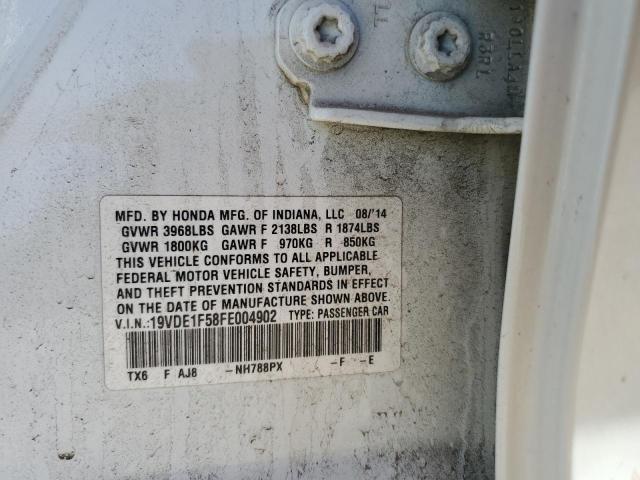 LL
R3RL
MFD. BY HONDA MFG. OF INDIANA, LLC 08/'14
GVWR 3968LBS GAWR F 2138LBS R 1874LBS
GVWR 1800KG GAWR F 970KG R 850KG
THIS VEHICLE CONFORMS TO ALL APPLICABLE
FEDERAL MOTOR VEHICLE SAFETY, BUMPER,
AND THEFT PREVENTION STANDARDS IN EFFECT
ON DATE OF MANUFACTURE SHOWN ABOVE.
V.I.N.:19VDE1F58FE004902 TYPE: PASSENGER CAR
TX6 F AJ8 -NH788PX -F -E